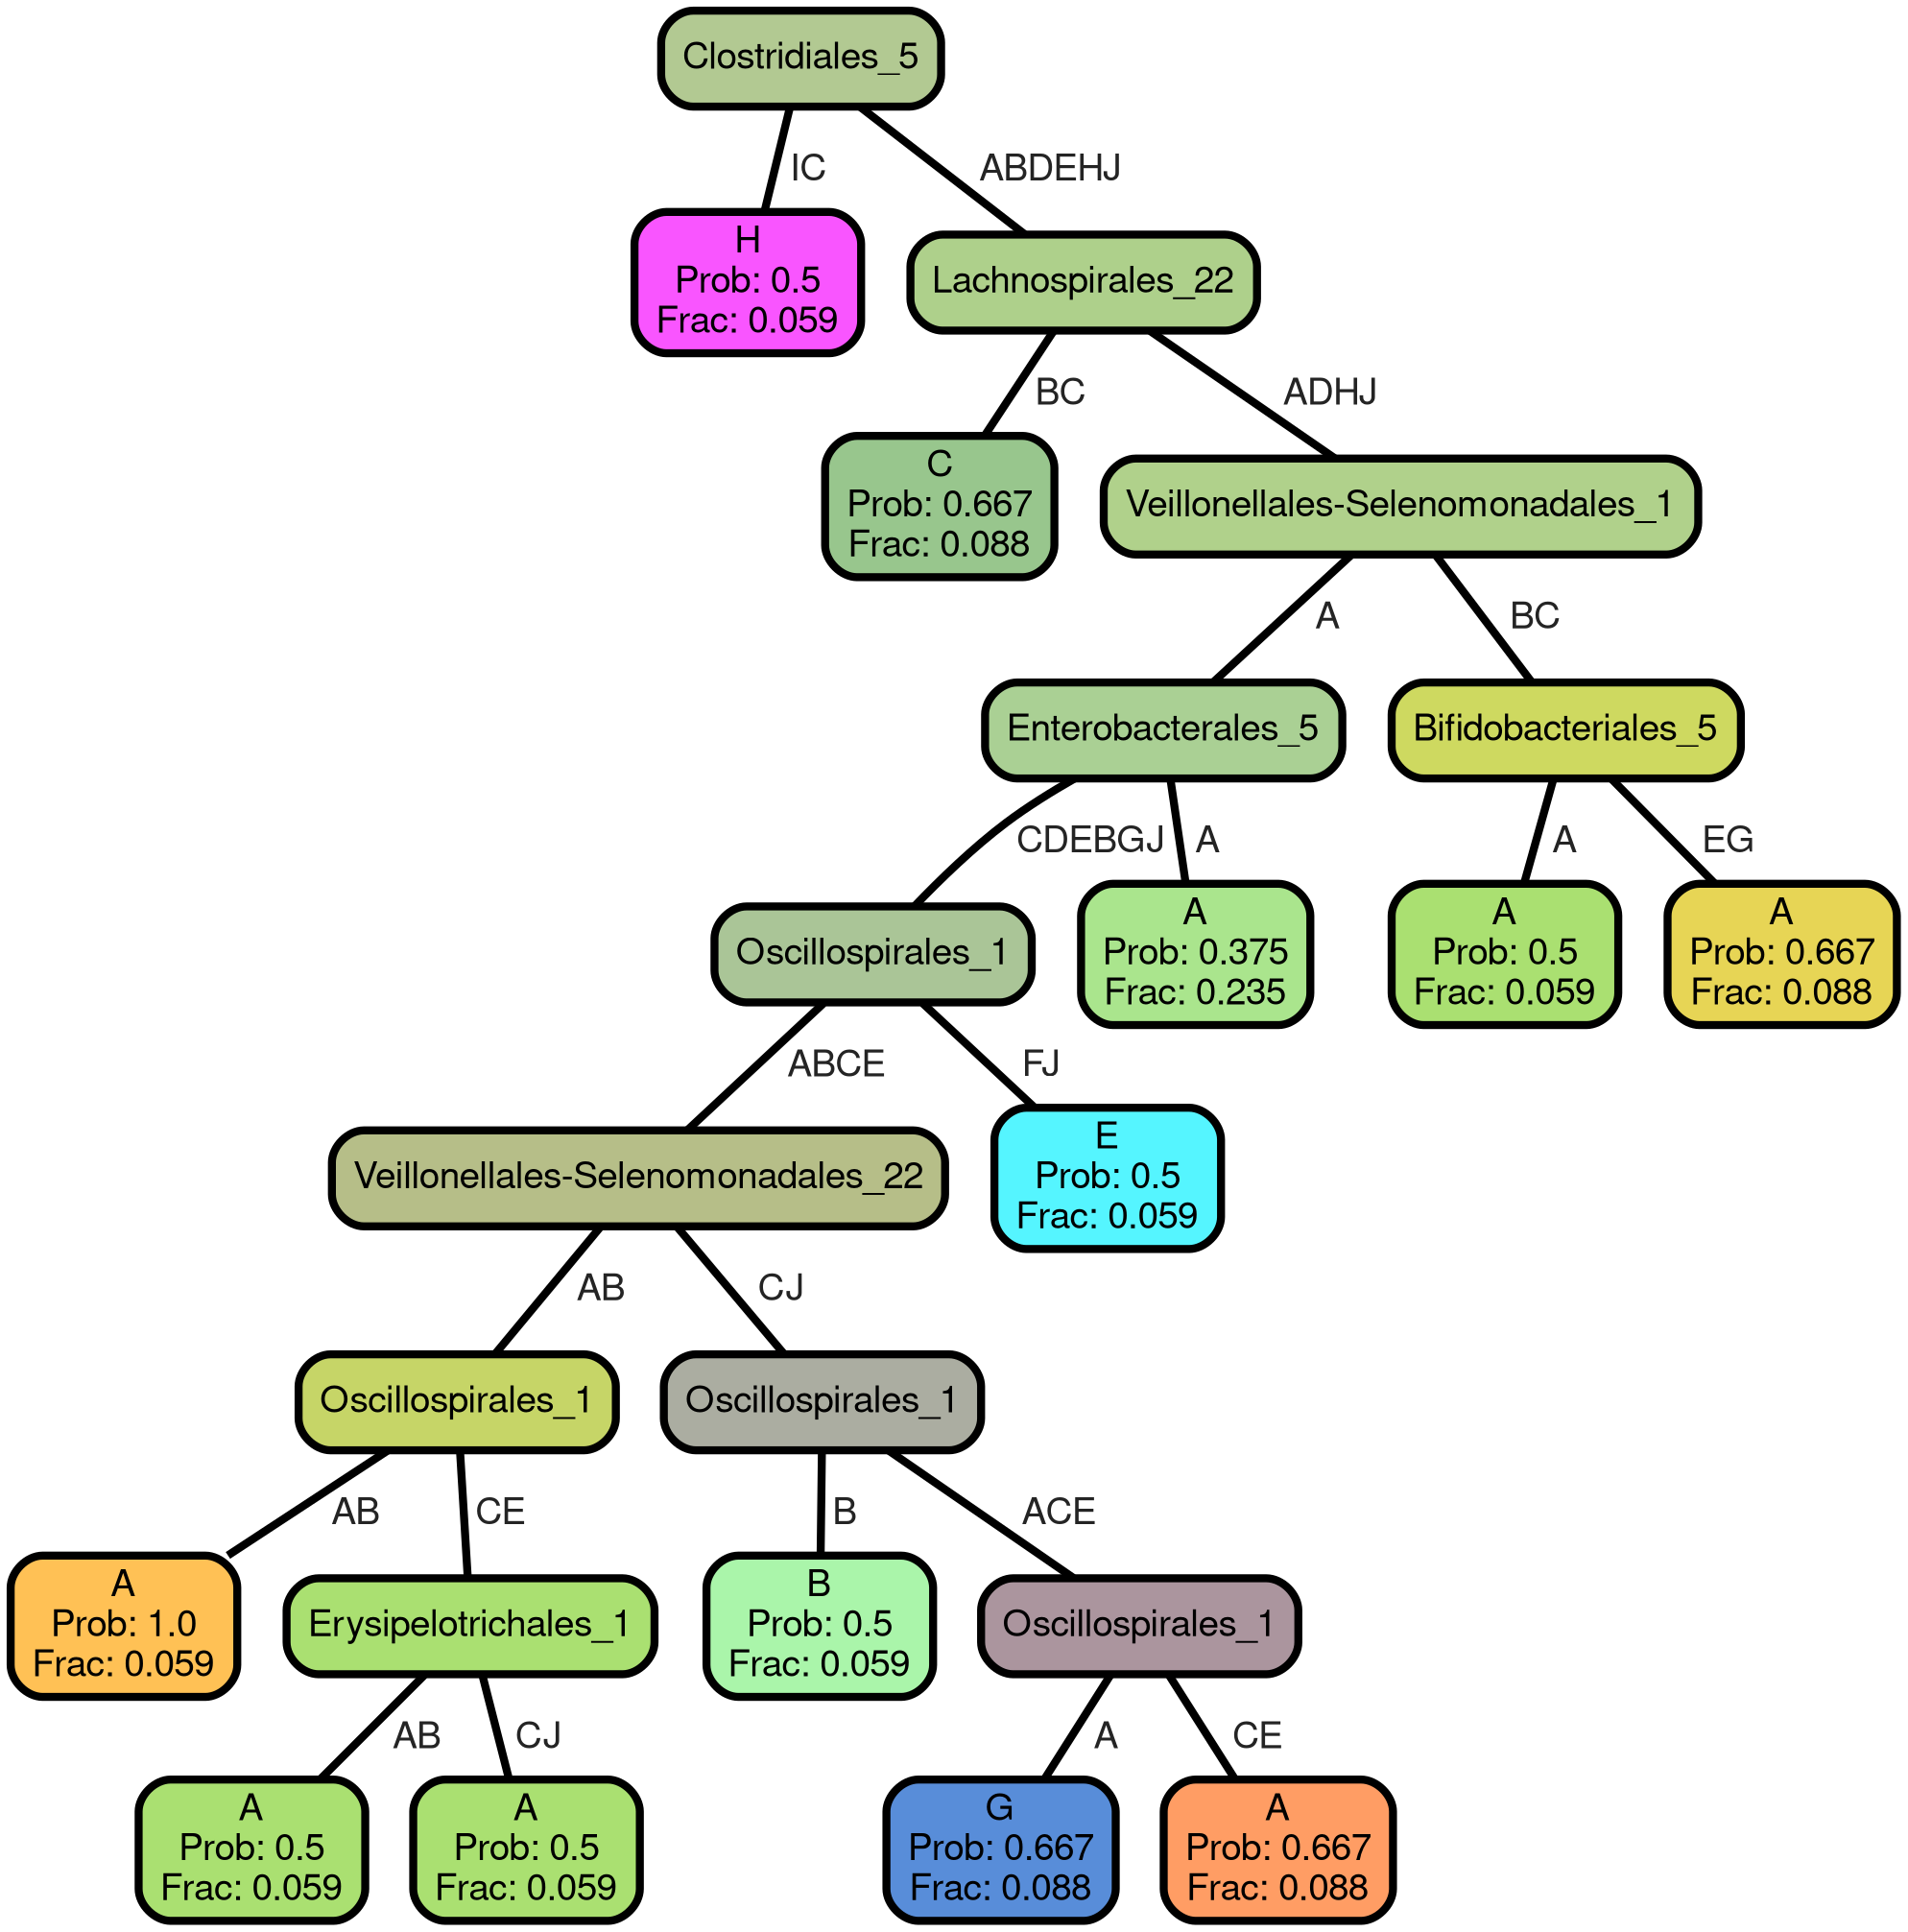 Clostridiales_5
IC
ABDEHJ
H
Prob: 0.5
Frac: 0.059
Lachnospirales_22
BC
ADHJ
C
Prob: 0.667
Frac: 0.088
Veillonellales-Selenomonadales_1
A
BC
Enterobacterales_5
Bifidobacteriales_5
CDEBGJ
A
A
EG
Oscillospirales_1
A
Prob: 0.375
Frac: 0.235
A
Prob: 0.5
Frac: 0.059
A
Prob: 0.667
Frac: 0.088
ABCE
FJ
Veillonellales-Selenomonadales_22
E
Prob: 0.5
Frac: 0.059
AB
CJ
Oscillospirales_1
Oscillospirales_1
AB
CE
B
ACE
A
Prob: 1.0
Frac: 0.059
Erysipelotrichales_1
B
Prob: 0.5
Frac: 0.059
Oscillospirales_1
AB
CJ
A
CE
A
Prob: 0.5
Frac: 0.059
A
Prob: 0.5
Frac: 0.059
G
Prob: 0.667
Frac: 0.088
A
Prob: 0.667
Frac: 0.088